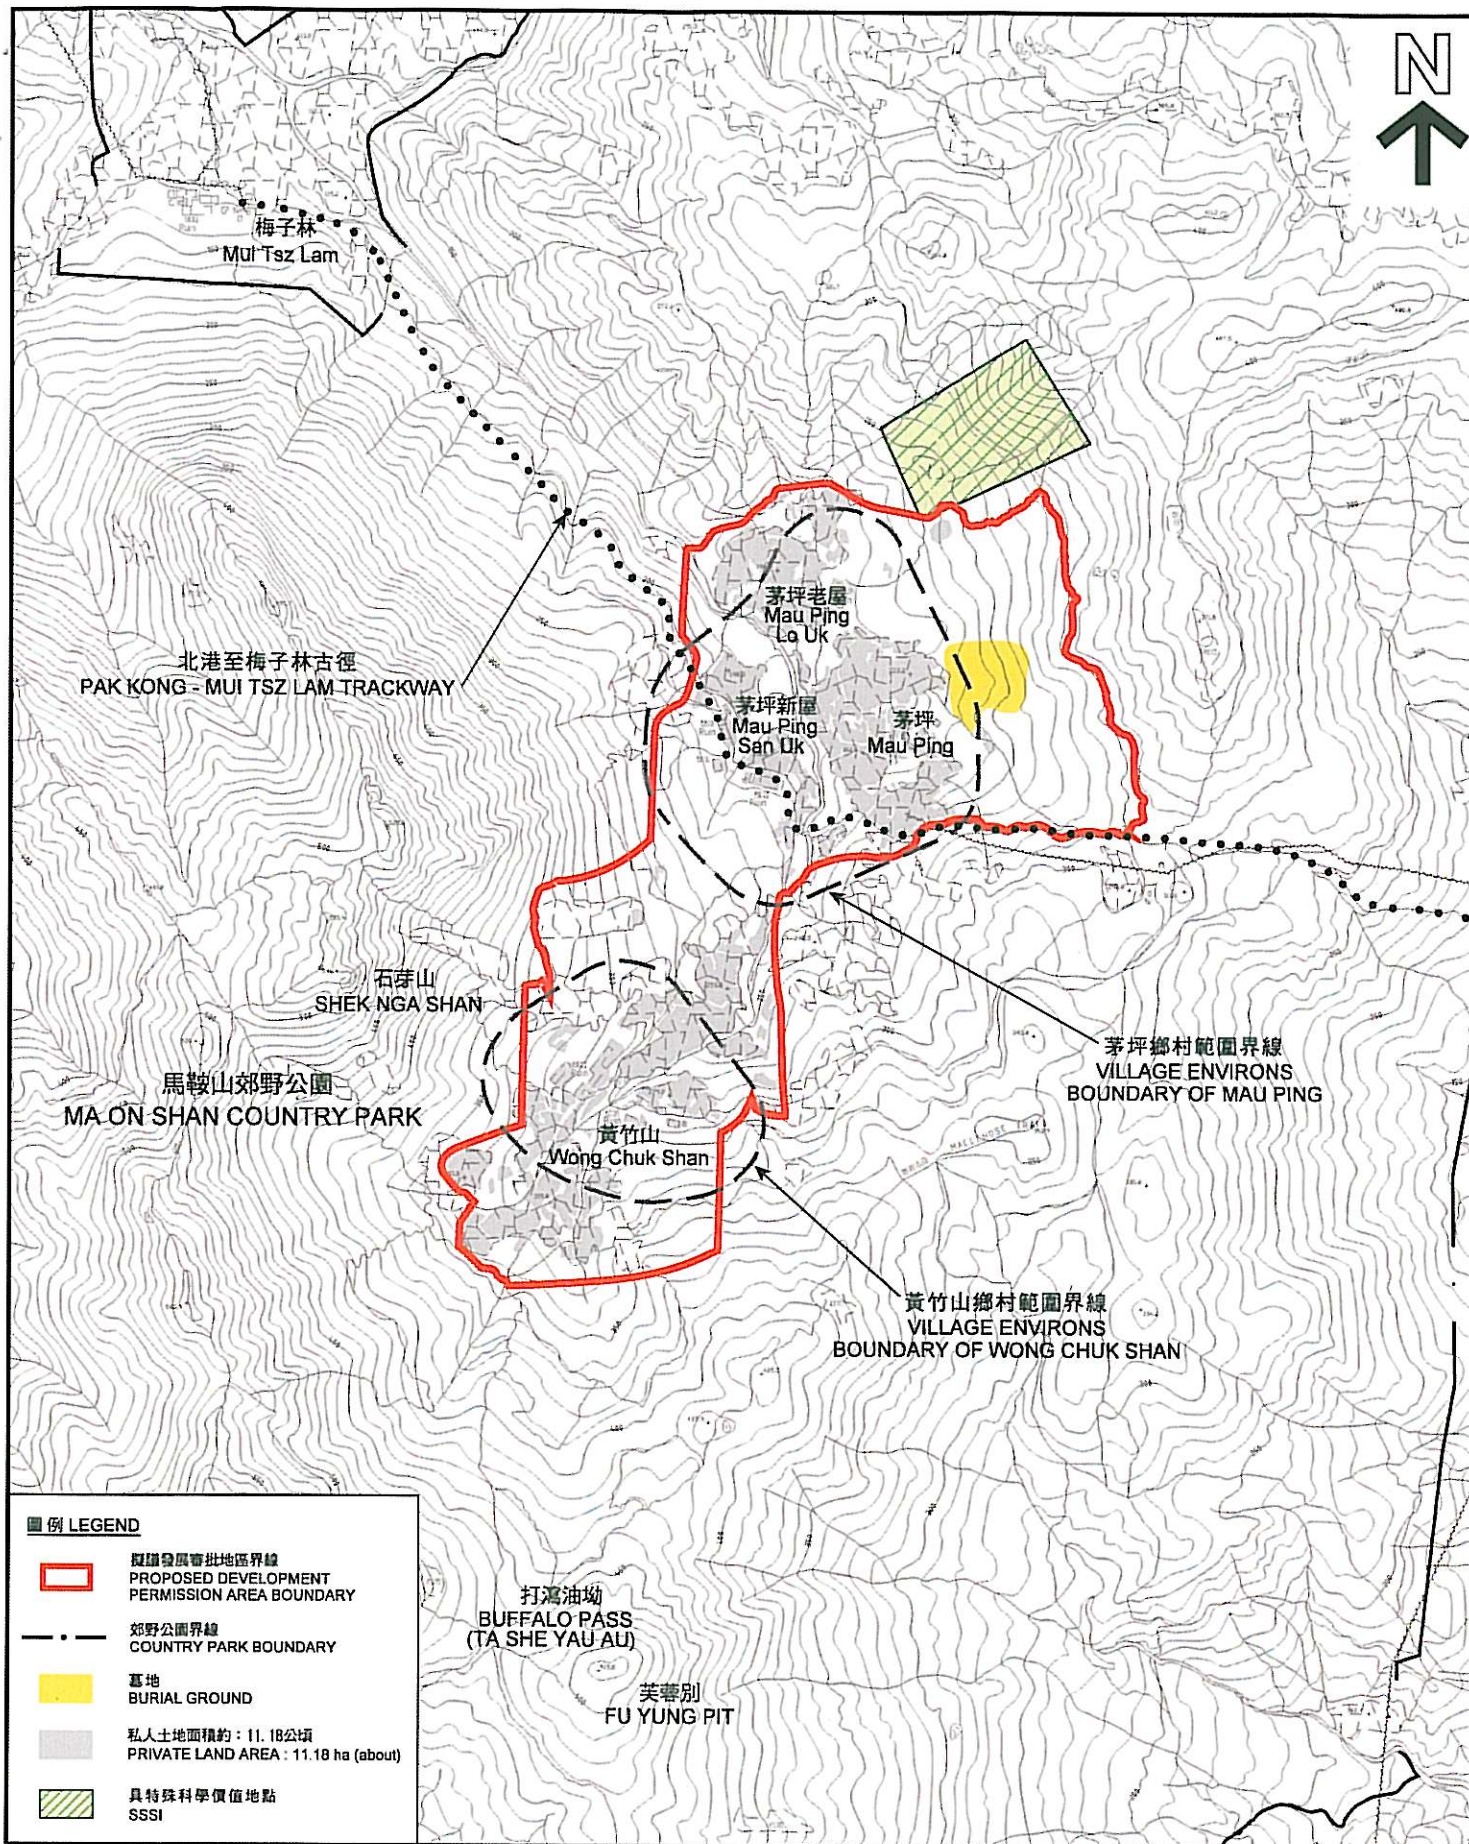 N
梅子林
Mui Tsz Lam
茅坪老屋
Mau Ping
Lo Uk
北港至梅子林古徑
PAK KONG - MUI TSZ LAM TRACKWAY
茅坪新屋
Mau Ping
San Uk
茅坪
Mau Ping
石芽山
SHEK NGA SHAN
茅坪鄉村範圍界線
VILLAGE ENVIRONS
BOUNDARY OF MAU PING
馬鞍山郊野公園
MA ON SHAN COUNTRY PARK
黃竹山
Wong Chuk Shan
MACLEHOSE TRAIL
黃竹山鄉村範圍界線
VILLAGE ENVIRONS
BOUNDARY OF WONG CHUK SHAN
打瀉油坳
BUFFALO PASS
(TA SHE YAU AU)
芙蓉別
FU YUNG PIT
圖例 LEGEND
擬議發展審批地區界線
PROPOSED DEVELOPMENT
PERMISSION AREA BOUNDARY
郊野公園界線
COUNTRY PARK BOUNDARY
墓地
BURIAL GROUND
私人土地面積約：11.18公頃
PRIVATE LAND AREA : 11.18 ha (about)
具特殊科學價值地點
SSSI